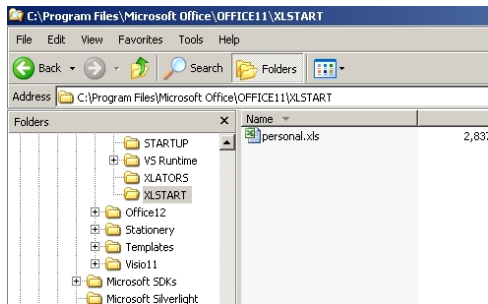 C:\Program Files\Microsoft Office\OFFICE11\XLSTART
File Edit View Favorites Tools Help
Back Search Folders
Address C:\Program Files\Microsoft Office\OFFICE11\XLSTART
Folders x Name
STARTUP personal.xls 2,837
VS Runtime
XLATORS
XLSTART
Office12
Stationery
Templates
Visio11
Microsoft SDKs
Microsoft Silverlight